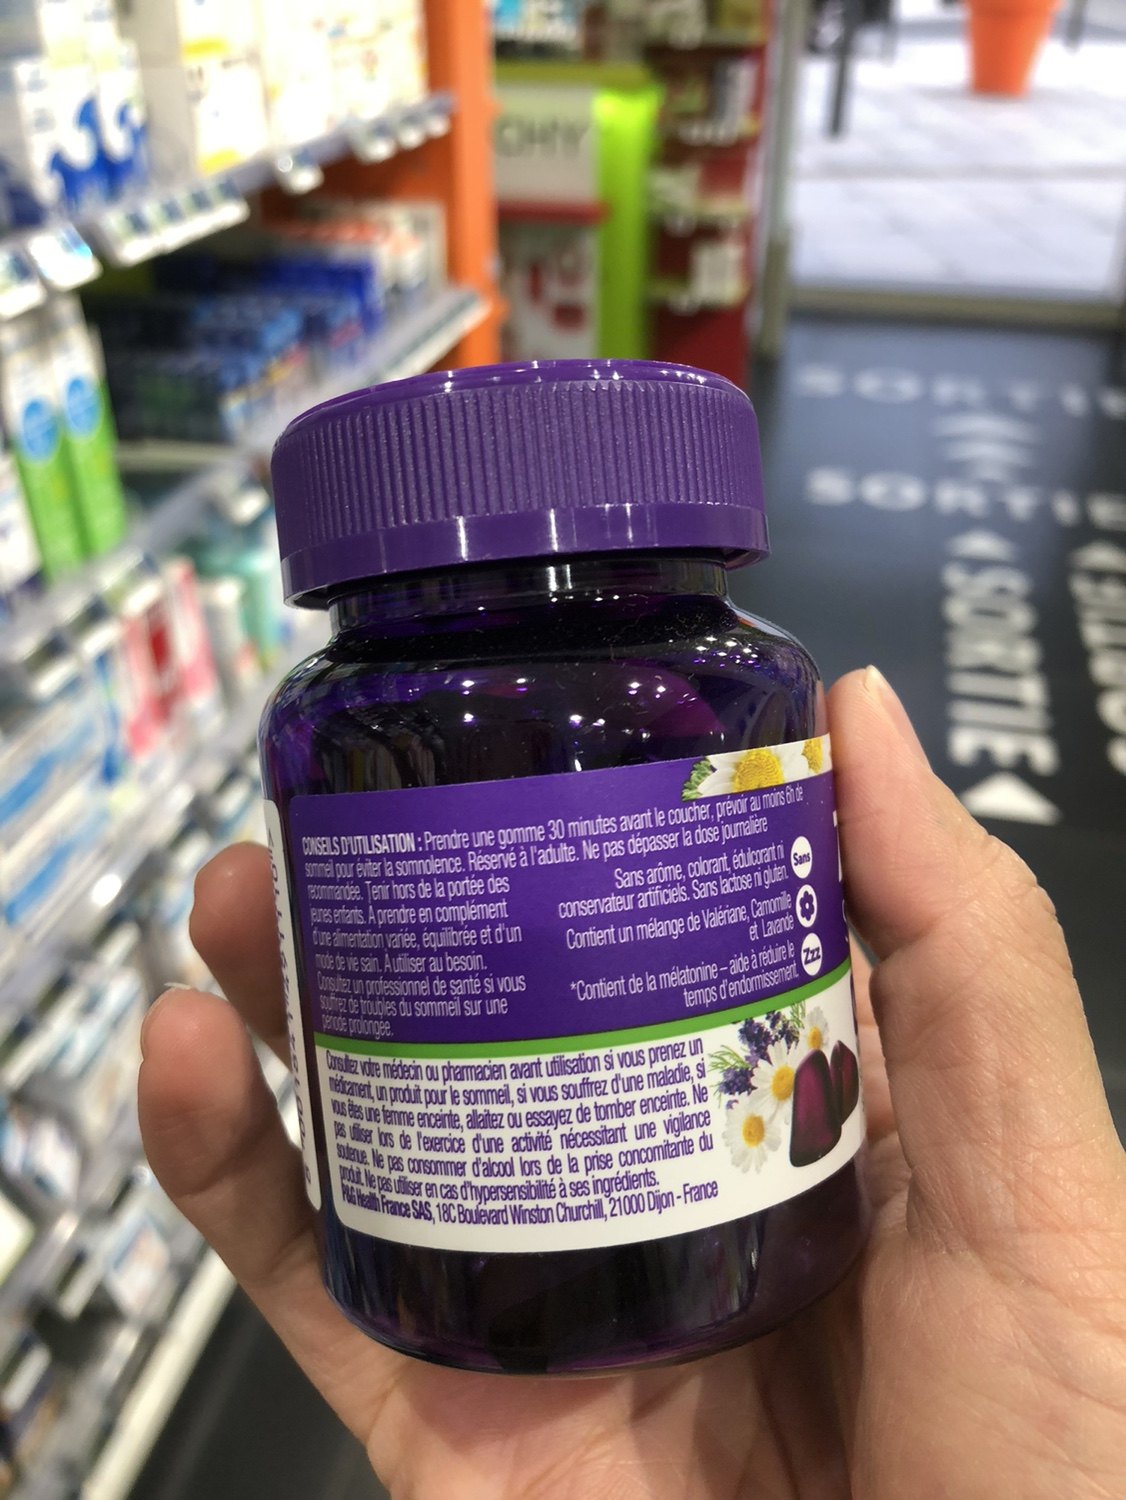 CHY
SORTIE
SORTIE
SORTIE
SORTIE
CONSEILS D'UTILISATION : Prendre une gomme 30 minutes avant le coucher, prévoir au moins 6h de
sommeil pour éviter la somnolence. Réservé à l'adulte. Ne pas dépasser la dose journalière
recommandée. Tenir hors de la portée des
jeunes enfants. A prendre en complément
d'une alimentation variée, équilibrée et d'un
mode de vie sain. A utiliser au besoin.
Consultez un professionnel de santé si vous
souffrez de troubles du sommeil sur une
période prolongée.
Sans arôme, colorant, édulcorant ni
conservateur artificiels. Sans lactose ni gluten.
Sans
Contient un mélange de Valériane, Camomille
et Lavande
*Contient de la mélatonine – aide à réduire le
temps d'endormissement.
Zzz
Consultez votre médecin ou pharmacien avant utilisation si vous prenez un
médicament, un produit pour le sommeil, si vous souffrez d'une maladie, si
vous êtes une femme enceinte, allaitez ou essayez de tomber enceinte. Ne
pas utiliser lors de l'exercice d'une activité nécessitant une vigilance
soutenue. Ne pas consommer d'alcool lors de la prise concomitante du
produit. Ne pas utiliser en cas d'hypersensibilité à ses ingrédients.
P&G Health France SAS, 18C Boulevard Winston Churchill, 21000 Dijon - France